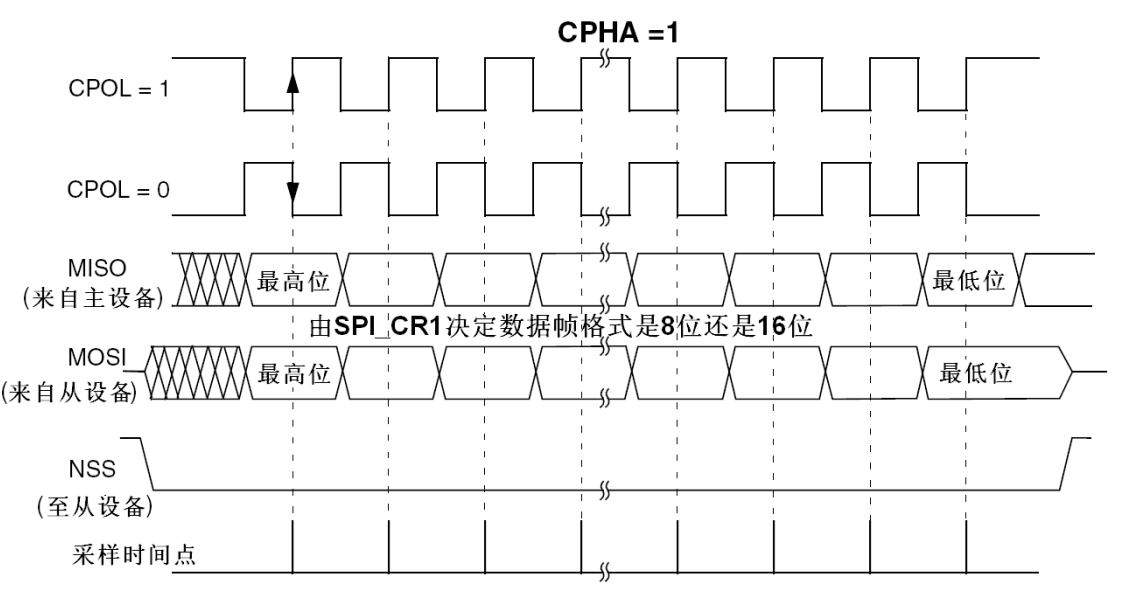 CPHA =1
CPOL = 1
CPOL = 0
MISO
最高位
最低位
(来自主设备)
由SPI_CR1决定数据帧格式是8位还是16位
MOSI
最高位
最低位
(来自从设备)
NSS
(至从设备)
采样时间点